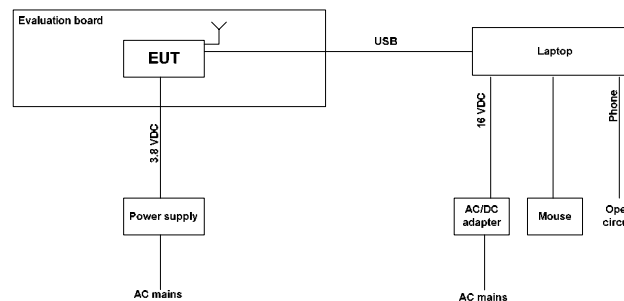 Evaluation board
EUT
USB
Laptop
3.8 VDC
16 VDC
Phone
Power supply
AC/DC
adapter
Mouse
AC mains
AC mains